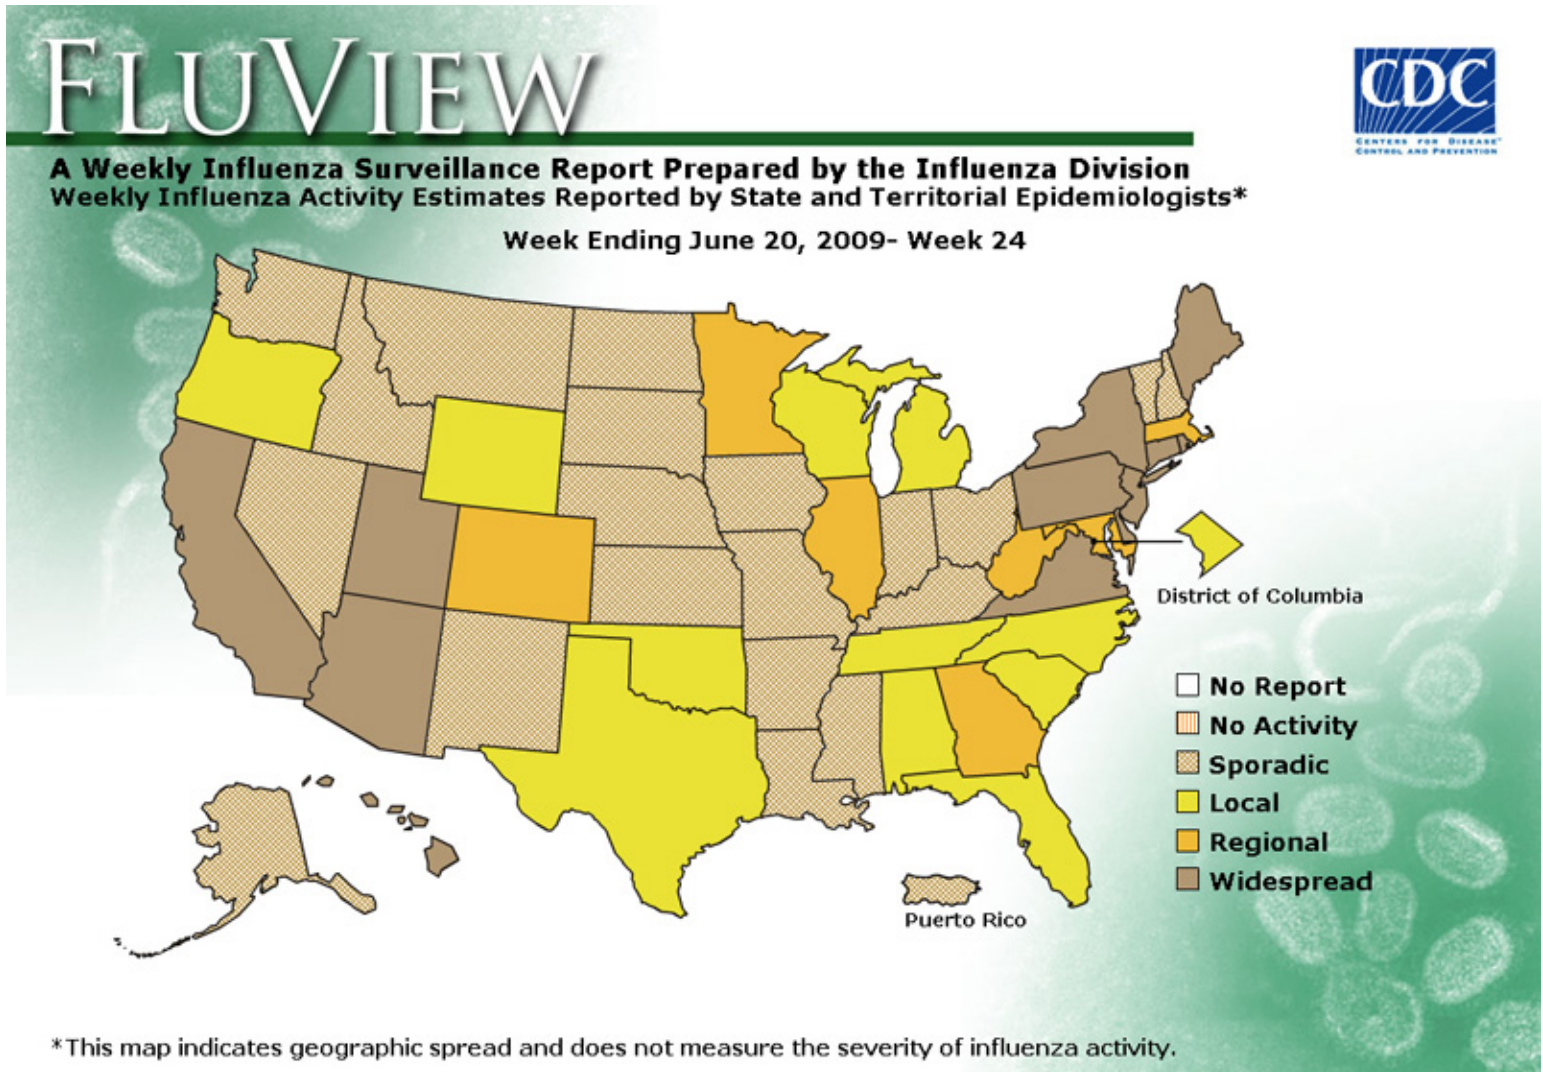 FLUVIEW
CDC
CENTERS FOR DISEASE
CONTROL AND PREVENTION
A Weekly Influenza Surveillance Report Prepared by the Influenza Division
Weekly Influenza Activity Estimates Reported by State and Territorial Epidemiologists*
Week Ending June 20, 2009- Week 24
District of Columbia
No Report
No Activity
Sporadic
Local
Regional
Widespread
Puerto Rico
*This map indicates geographic spread and does not measure the severity of influenza activity.